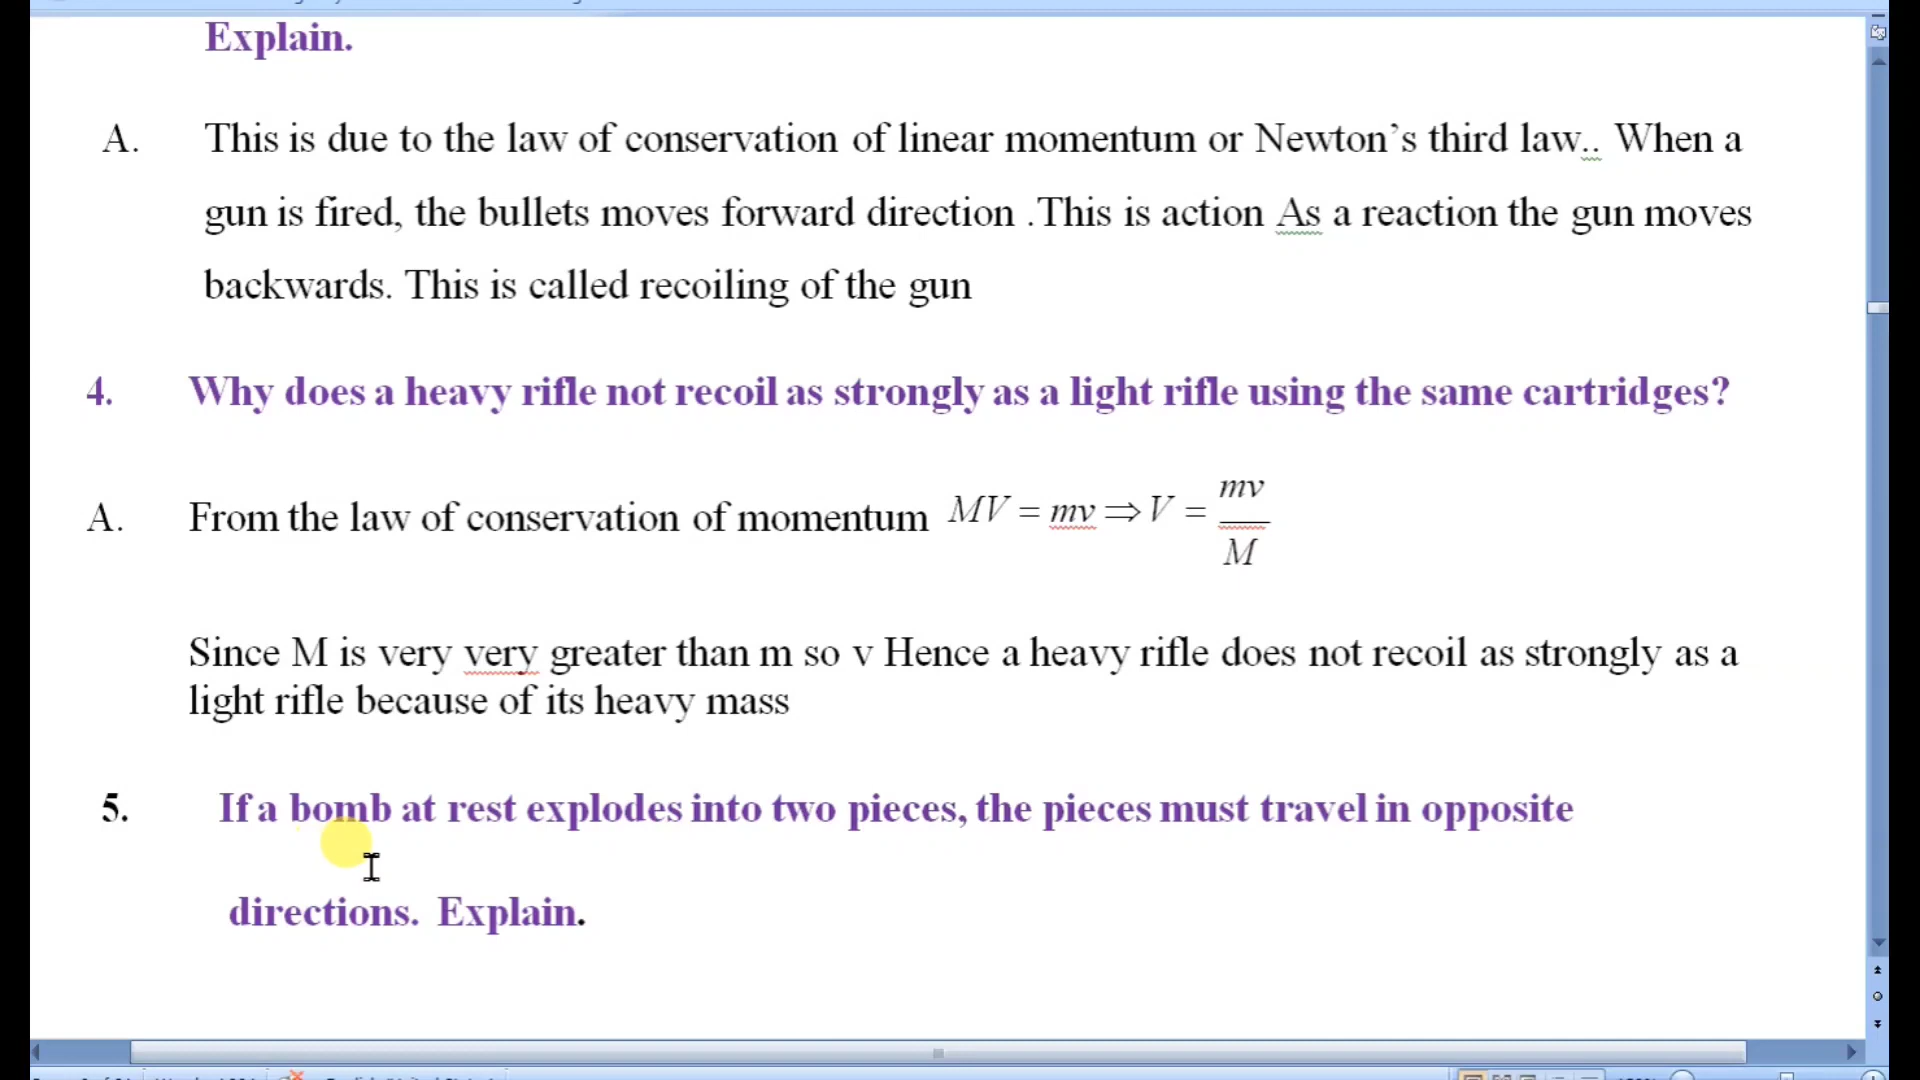 Explain.
A. This is due to the law of conservation of linear momentum or Newton’s third law.. When a
gun is fired, the bullets moves forward direction .This is action As a reaction the gun moves
backwards. This is called recoiling of the gun
4. Why does a heavy rifle not recoil as strongly as a light rifle using the same cartridges?
A. From the law of conservation of momentum MV = mv ⇒ V = mv/M
Since M is very very greater than m so v Hence a heavy rifle does not recoil as strongly as a
light rifle because of its heavy mass
5. If a bomb at rest explodes into two pieces, the pieces must travel in opposite
directions. Explain.